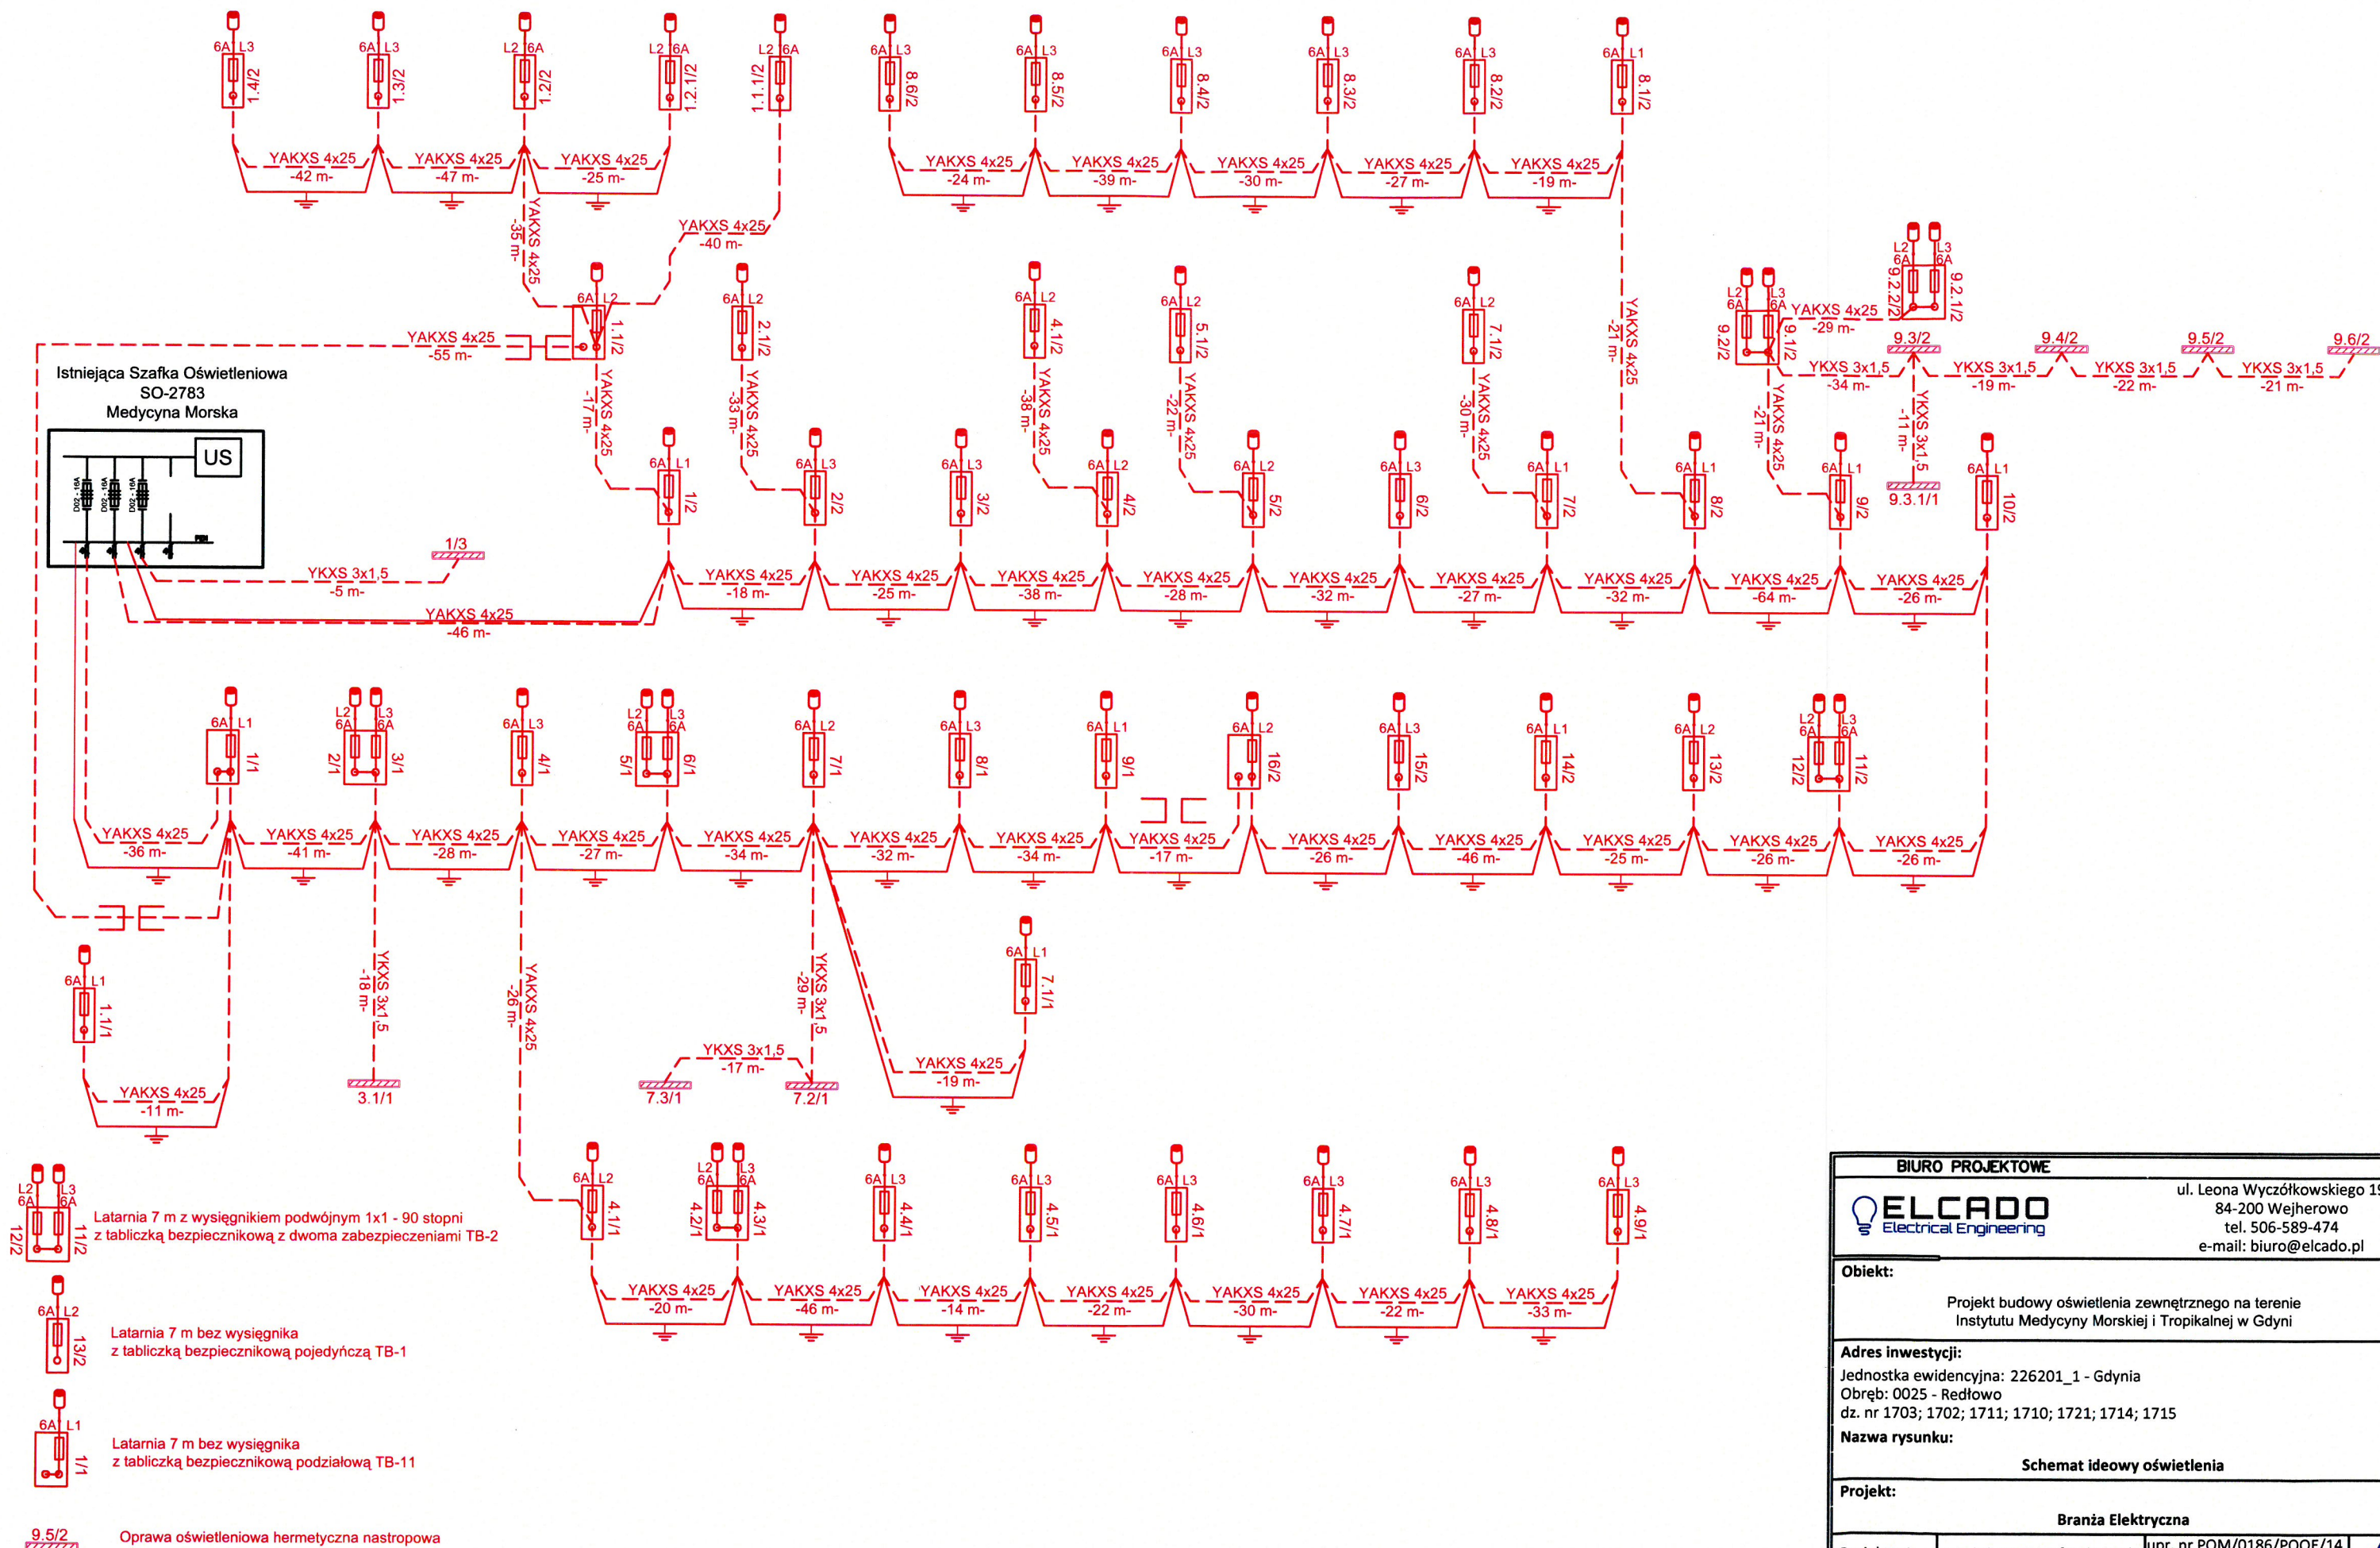 6A L3
1.4/2
6A L3
1.3/2
L2 6A
1.2/2
L2 6A
1.2.1/2
L2 6A
1.1.1/2
6A L3
8.6/2
6A L3
8.5/2
6A L3
8.4/2
6A L3
8.3/2
6A L3
8.2/2
6A L1
8.1/2
YAKXS 4x25
-42 m-
YAKXS 4x25
-47 m-
YAKXS 4x25
-25 m-
YAKXS 4x25
-24 m-
YAKXS 4x25
-39 m-
YAKXS 4x25
-30 m-
YAKXS 4x25
-27 m-
YAKXS 4x25
-19 m-
YAKXS 4x25
-35 m-
YAKXS 4x25
-40 m-
YAKXS 4x25
-21 m-
6A L2
1.1/2
6A L2
2.1/2
6A L2
4.1/2
6A L2
5.1/2
6A L2
7.1/2
L2 L3
6A 6A
9.2/2
9.1/2
L2 L3
6A 6A
9.2.2/2
9.2.1/2
YAKXS 4x25
-29 m-
YAKXS 4x25
-55 m-
9.3/2
9.4/2
9.5/2
9.6/2
YKXS 3x1,5
-34 m-
YKXS 3x1,5
-19 m-
YKXS 3x1,5
-22 m-
YKXS 3x1,5
-21 m-
YKXS 3x1,5
-11 m-
9.3.1/1
Istniejąca Szafka Oświetleniowa
SO-2783
Medycyna Morska
US
D02 - 16A
D02 - 16A
D02 - 16A
PEN
YAKXS 4x25
-17 m-
YAKXS 4x25
-33 m-
YAKXS 4x25
-38 m-
YAKXS 4x25
-22 m-
YAKXS 4x25
-30 m-
YAKXS 4x25
-21 m-
6A L1
1/2
6A L3
2/2
6A L3
3/2
6A L2
4/2
6A L2
5/2
6A L3
6/2
6A L1
7/2
6A L1
8/2
6A L1
9/2
6A L1
10/2
1/3
YKXS 3x1,5
-5 m-
YAKXS 4x25
-46 m-
YAKXS 4x25
-18 m-
YAKXS 4x25
-25 m-
YAKXS 4x25
-38 m-
YAKXS 4x25
-28 m-
YAKXS 4x25
-32 m-
YAKXS 4x25
-27 m-
YAKXS 4x25
-32 m-
YAKXS 4x25
-64 m-
YAKXS 4x25
-26 m-
6A L1
1/1
L2 L3
6A 6A
2/1
3/1
6A L3
4/1
L2 L3
6A 6A
5/1
6/1
6A L2
7/1
6A L3
8/1
6A L1
9/1
6A L2
16/2
6A L3
15/2
6A L1
14/2
6A L2
13/2
L2 L3
6A 6A
12/2
11/2
YAKXS 4x25
-36 m-
YAKXS 4x25
-41 m-
YAKXS 4x25
-28 m-
YAKXS 4x25
-27 m-
YAKXS 4x25
-34 m-
YAKXS 4x25
-32 m-
YAKXS 4x25
-34 m-
YAKXS 4x25
-17 m-
YAKXS 4x25
-26 m-
YAKXS 4x25
-46 m-
YAKXS 4x25
-25 m-
YAKXS 4x25
-26 m-
YAKXS 4x25
-26 m-
6A L1
1.1/1
YAKXS 4x25
-11 m-
YKXS 3x1,5
-18 m-
3.1/1
YAKXS 4x25
-26 m-
YKXS 3x1,5
-29 m-
YKXS 3x1,5
-17 m-
7.3/1
7.2/1
6A L1
7.1/1
YAKXS 4x25
-19 m-
6A L2
4.1/1
L2 L3
6A 6A
4.2/1
4.3/1
6A L3
4.4/1
6A L3
4.5/1
6A L3
4.6/1
6A L3
4.7/1
6A L3
4.8/1
6A L3
4.9/1
YAKXS 4x25
-20 m-
YAKXS 4x25
-46 m-
YAKXS 4x25
-14 m-
YAKXS 4x25
-22 m-
YAKXS 4x25
-30 m-
YAKXS 4x25
-22 m-
YAKXS 4x25
-33 m-
L2 L3
6A 6A
12/2
11/2
Latarnia 7 m z wysięgnikiem podwójnym 1x1 - 90 stopni
z tabliczką bezpiecznikową z dwoma zabezpieczeniami TB-2
6A L2
13/2
Latarnia 7 m bez wysięgnika
z tabliczką bezpiecznikową pojedyńczą TB-1
6A L1
1/1
Latarnia 7 m bez wysięgnika
z tabliczką bezpiecznikową podziałową TB-11
9.5/2
Oprawa oświetleniowa hermetyczna nastropowa
BIURO PROJEKTOWE
ELCADO
Electrical Engineering
ul. Leona Wyczółkowskiego 19
84-200 Wejherowo
tel. 506-589-474
e-mail: biuro@elcado.pl
Obiekt:
Projekt budowy oświetlenia zewnętrznego na terenie
Instytutu Medycyny Morskiej i Tropikalnej w Gdyni
Adres inwestycji:
Jednostka ewidencyjna: 226201_1 - Gdynia
Obręb: 0025 - Redłowo
dz. nr 1703; 1702; 1711; 1710; 1721; 1714; 1715
Nazwa rysunku:
Schemat ideowy oświetlenia
Projekt:
Branża Elektryczna
upr. nr POM/0186/POOE/14